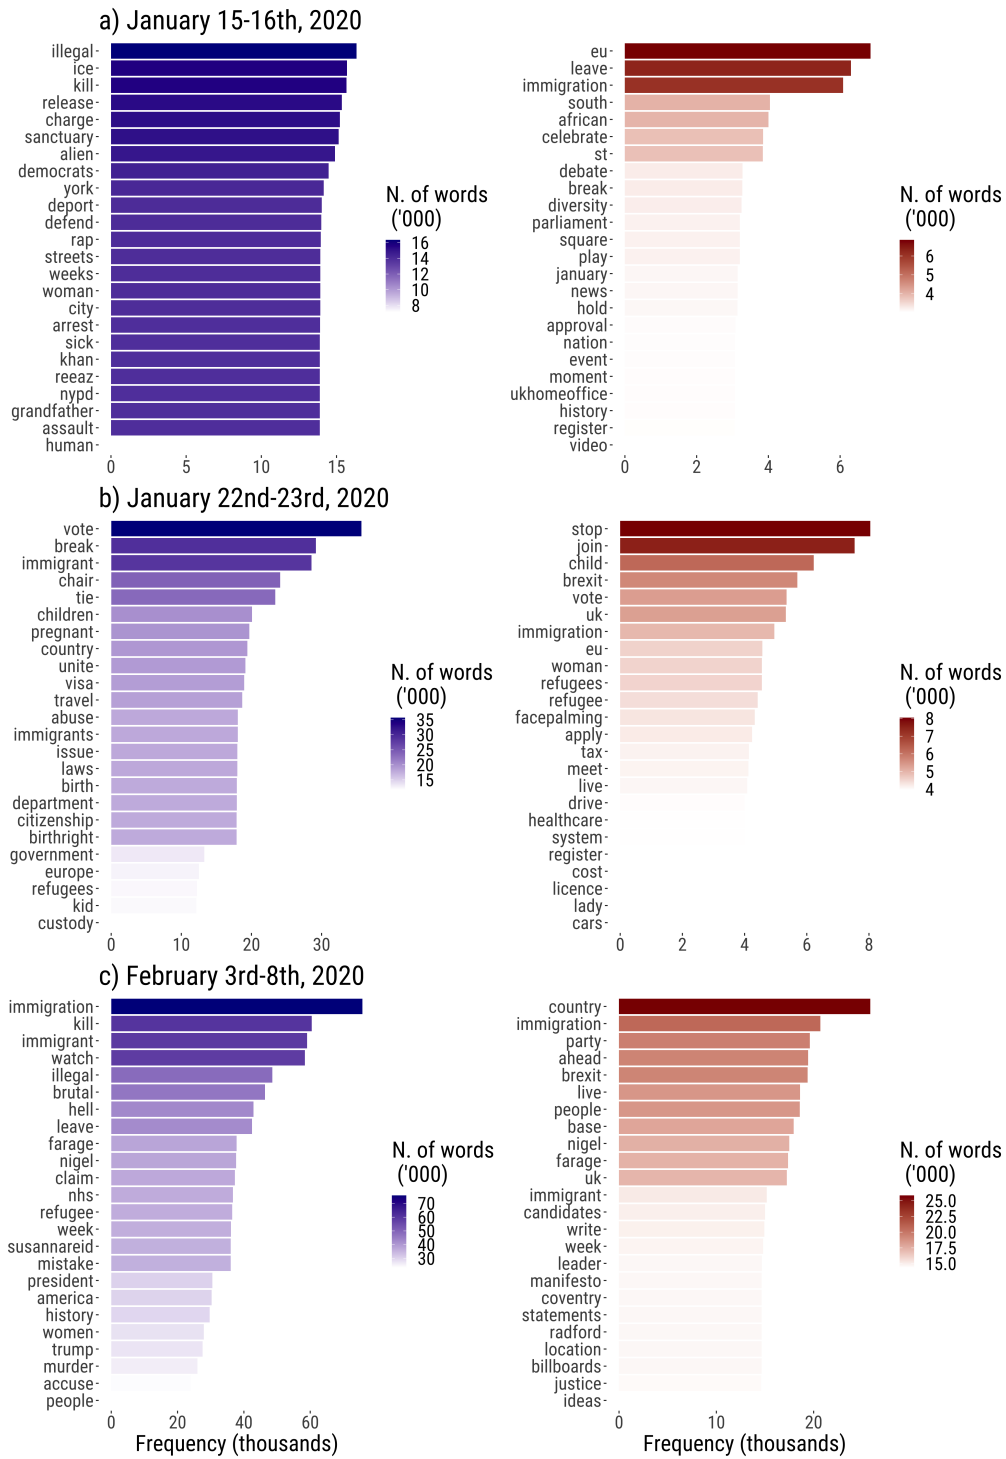 a) January 15-16th, 2020
illegal
ice
kill
release
charge
sanctuary
alien
democrats
york
deport
defend
rap
streets
weeks
woman
city
arrest
sick
khan
reeaz
nypd
grandfather
assault
human
0 5 10 15
N. of words
('000)
16
14
12
10
8
eu
leave
immigration
south
african
celebrate
st
debate
break
diversity
parliament
square
play
january
news
hold
approval
nation
event
moment
ukhomeoffice
history
register
video
0 2 4 6
N. of words
('000)
6
5
4
b) January 22nd-23rd, 2020
vote
break
immigrant
chair
tie
children
pregnant
country
unite
visa
travel
abuse
immigrants
issue
laws
birth
department
citizenship
birthright
government
europe
refugees
kid
custody
0 10 20 30
N. of words
('000)
35
30
25
20
15
stop
join
child
brexit
vote
uk
immigration
eu
woman
refugees
refugee
facepalming
apply
tax
meet
live
drive
healthcare
system
register
cost
licence
lady
cars
0 2 4 6 8
N. of words
('000)
8
7
6
5
4
c) February 3rd-8th, 2020
immigration
kill
immigrant
watch
illegal
brutal
hell
leave
farage
nigel
claim
nhs
refugee
week
susannareid
mistake
president
america
history
women
trump
murder
accuse
people
0 20 40 60
Frequency (thousands)
N. of words
('000)
70
60
50
40
30
country
immigration
party
ahead
brexit
live
people
base
nigel
farage
uk
immigrant
candidates
write
week
leader
manifesto
coventry
statements
radford
location
billboards
justice
ideas
0 10 20
Frequency (thousands)
N. of words
('000)
25.0
22.5
20.0
17.5
15.0